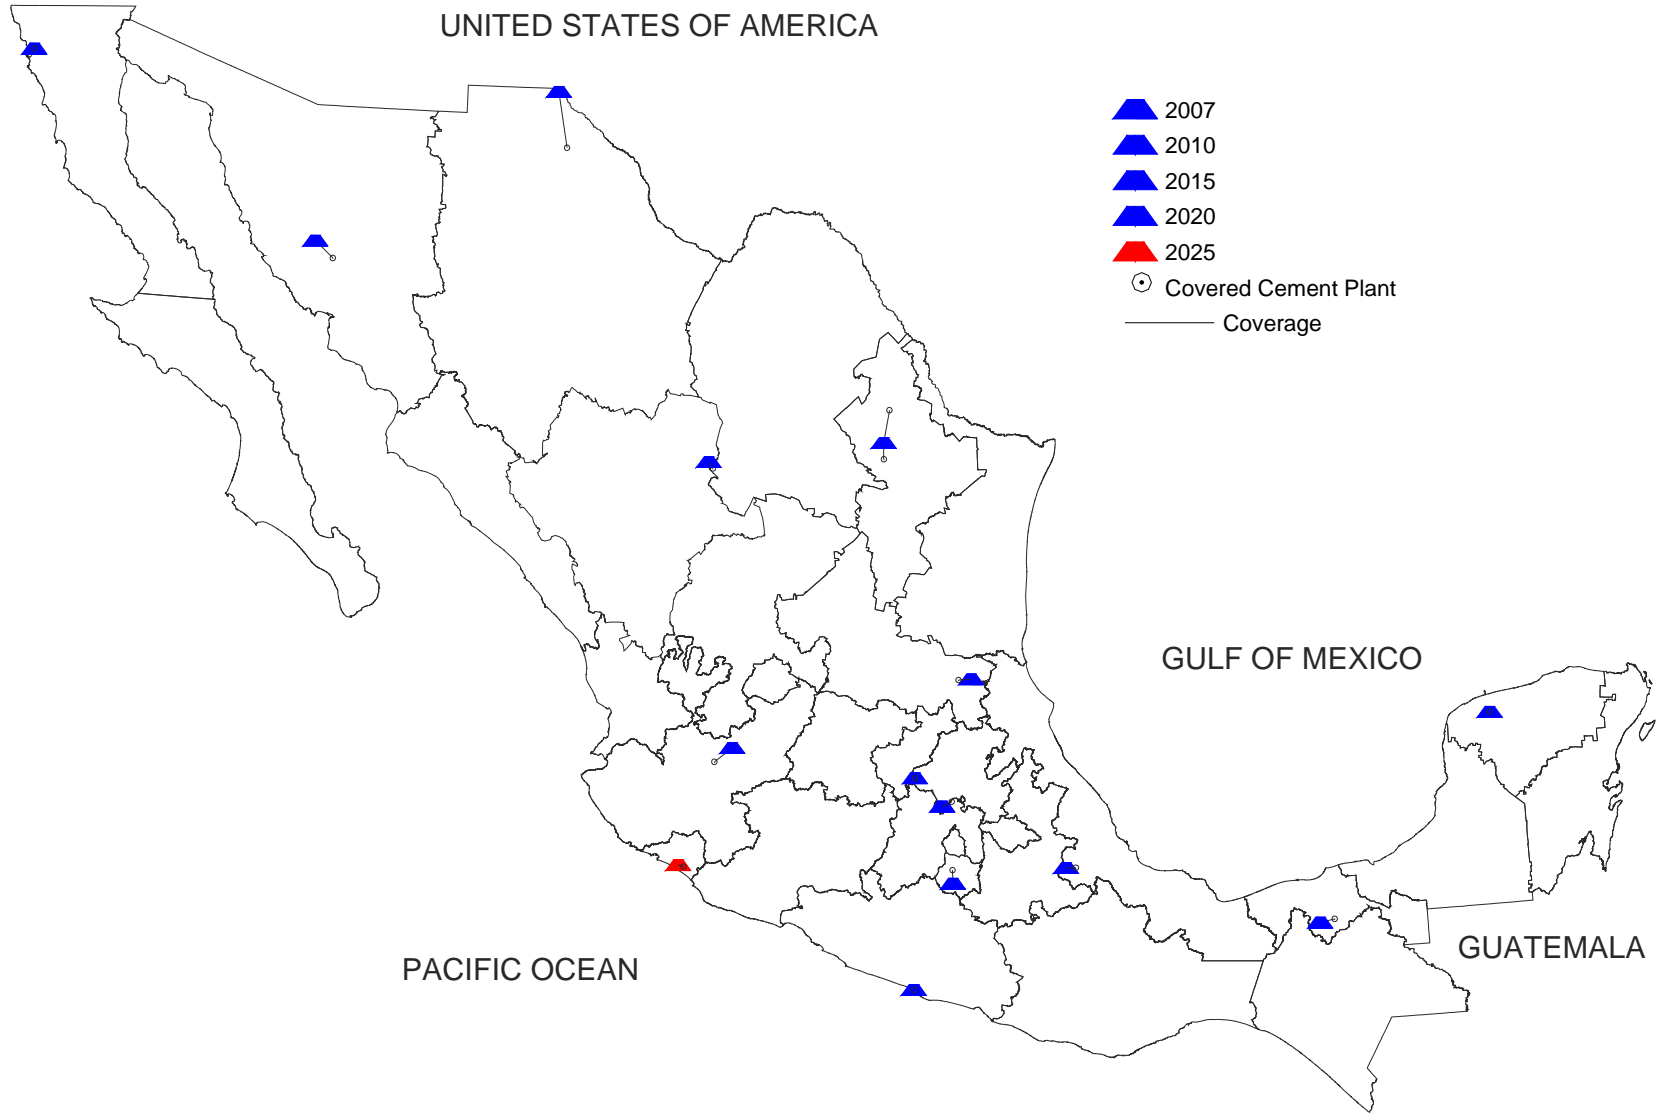 UNITED STATES OF AMERICA
2007
2010
2015
2020
2025
Covered Cement Plant
Coverage
GULF OF MEXICO
GUATEMALA
PACIFIC OCEAN